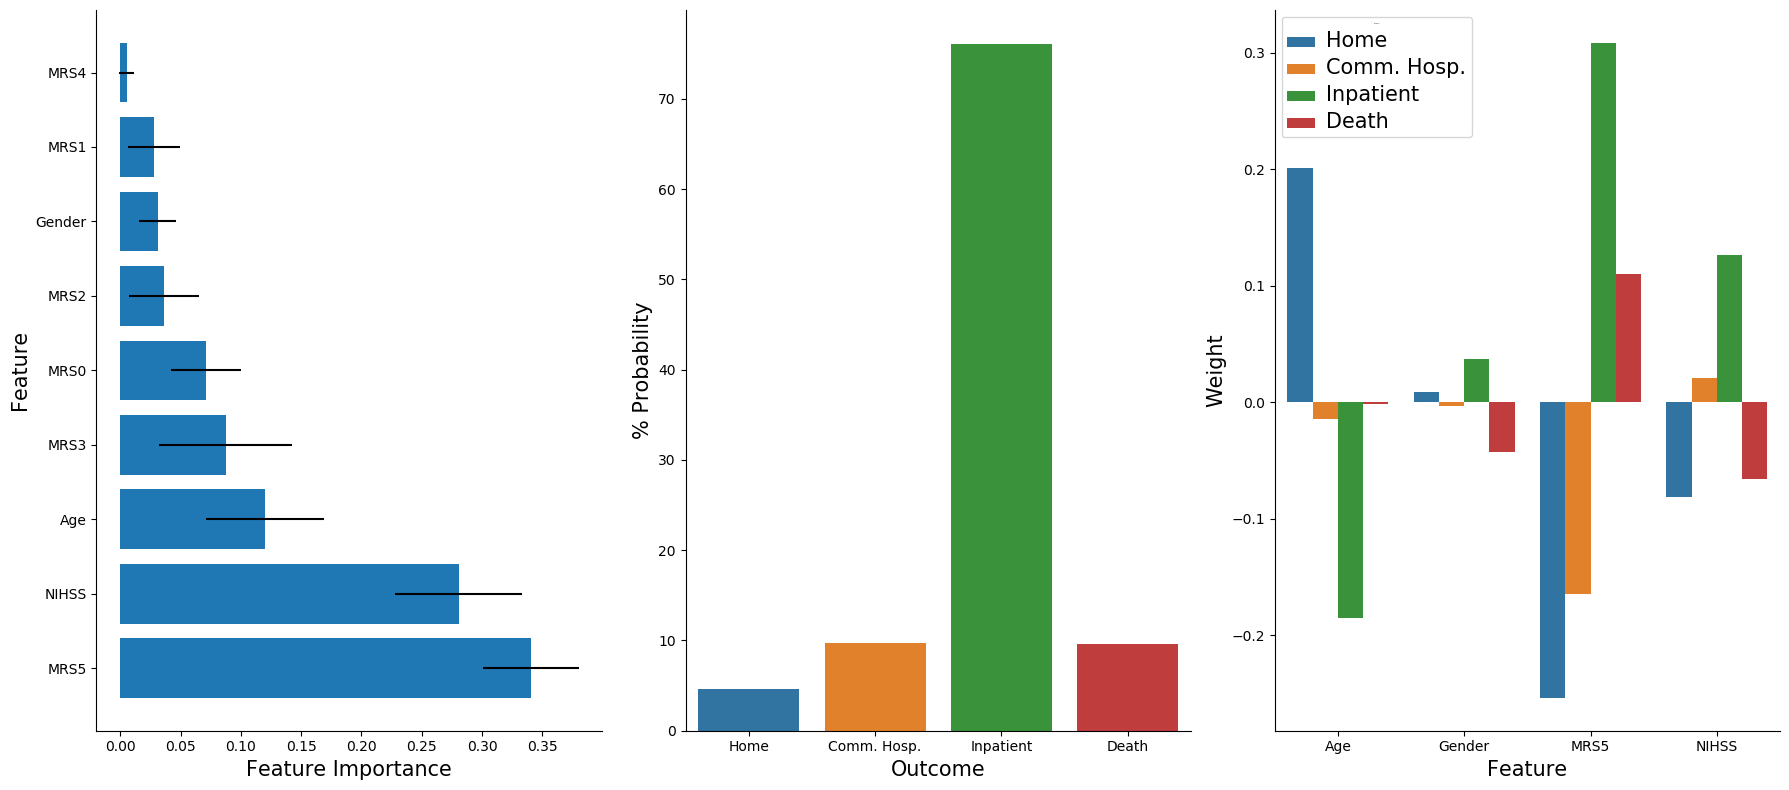 MRS4
MRS1
Gender
MRS2
MRS0
MRS3
Age
NIHSS
MRS5
Feature
0.00 0.05 0.10 0.15 0.20 0.25 0.30 0.35
Feature Importance
70
60
50
40
30
20
10
0
% Probability
Home Comm. Hosp. Inpatient Death
Outcome
Home
Comm. Hosp.
Inpatient
Death
0.3
0.2
0.1
0.0
−0.1
−0.2
Weight
Age Gender MRS5 NIHSS
Feature